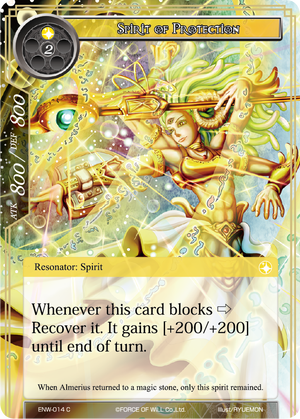 Spirit of Protection
2
ATK 800 / DEF 800
Resonator: Spirit
Whenever this card blocks ⇨
Recover it. It gains [+200/+200]
until end of turn.
When Almerius returned to a magic stone, only this spirit remained.
ENW-014 C
©FORCE OF WILL Co.,Ltd.
Illust/RYUEMON